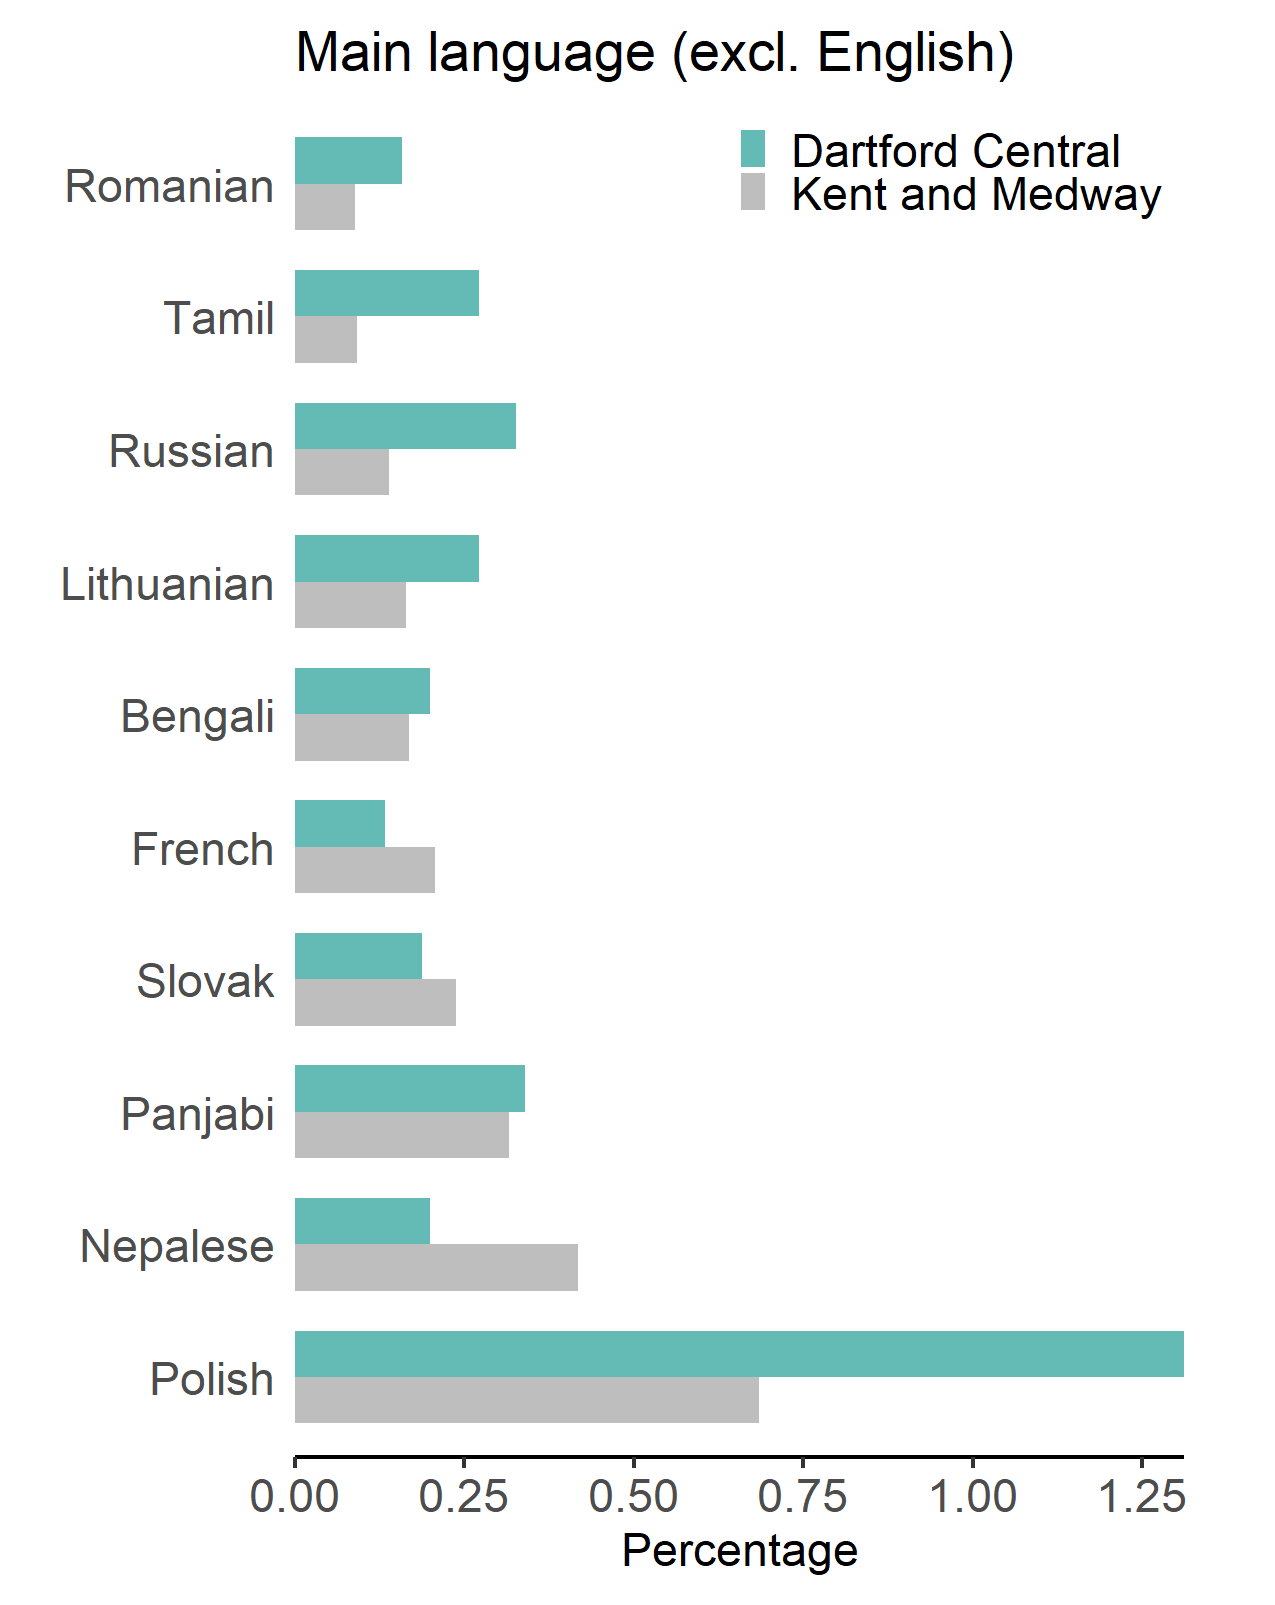 Main language (excl. English)
Dartford Central
Kent and Medway
Romanian
Tamil
Russian
Lithuanian
Bengali
French
Slovak
Panjabi
Nepalese
Polish
0.00 0.25 0.50 0.75 1.00 1.25
Percentage